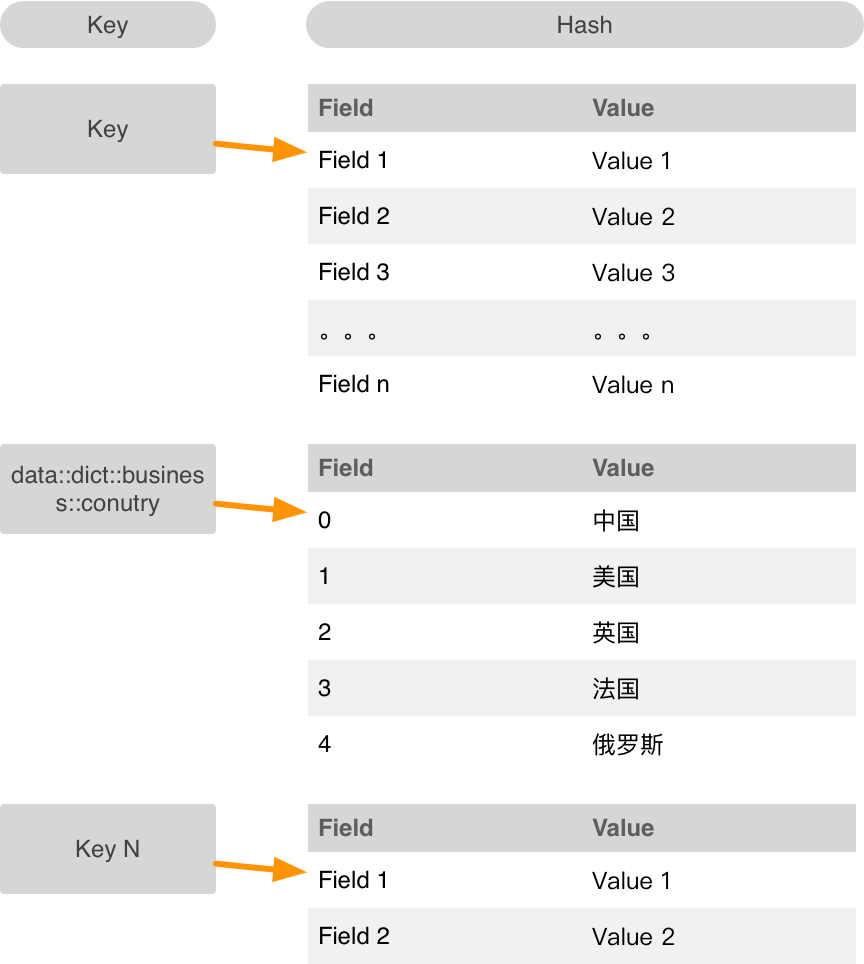 Key Hash
Key
Field Value
Field 1 Value 1
Field 2 Value 2
Field 3 Value 3
。。。 。。。
Field n Value n
data::dict::busines
s::conutry
Field Value
0 中国
1 美国
2 英国
3 法国
4 俄罗斯
Key N
Field Value
Field 1 Value 1
Field 2 Value 2